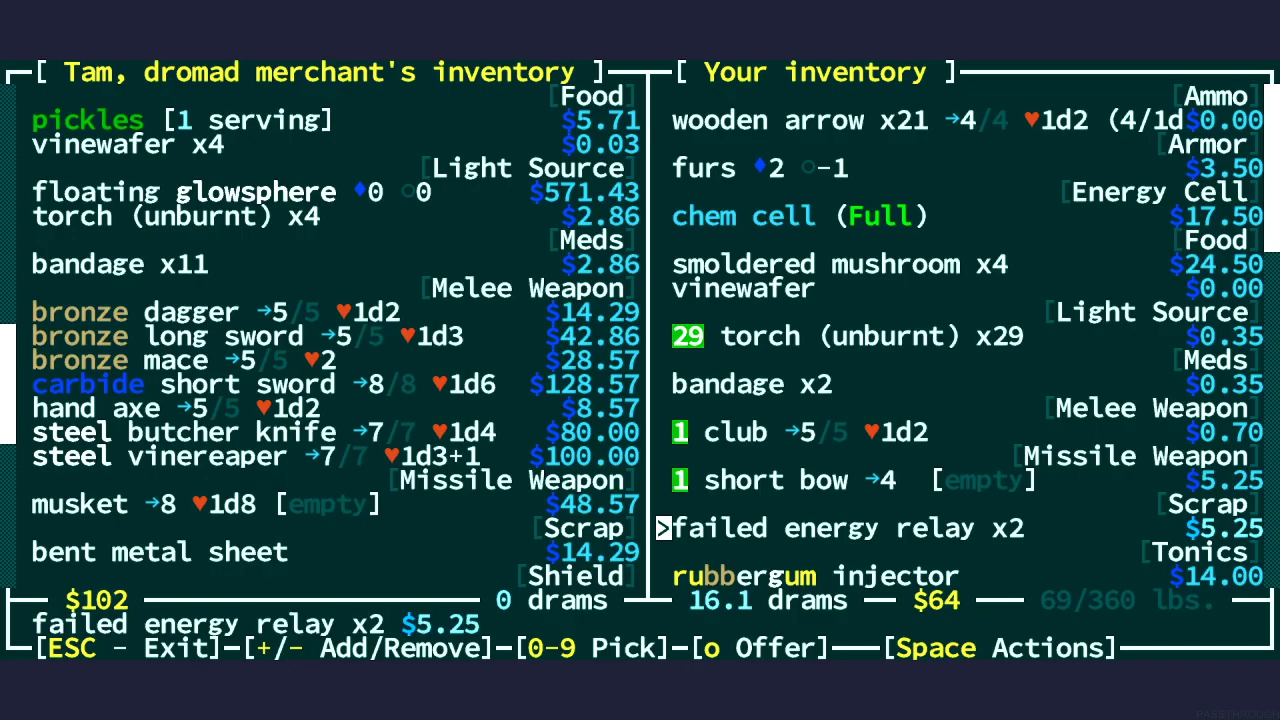 [ Tam, dromad merchant's inventory ]
[Food]
pickles [1 serving] $5.71
vinewafer x4 $0.03
[Light Source]
floating glowsphere ♦0 ○0 $571.43
torch (unburnt) x4 $2.86
[Meds]
bandage x11 $2.86
[Melee Weapon]
bronze dagger →5/5 ♥1d2 $14.29
bronze long sword →5/5 ♥1d3 $42.86
bronze mace →5/5 ♥2 $28.57
carbide short sword →8/8 ♥1d6 $128.57
hand axe →5/5 ♥1d2 $8.57
steel butcher knife →7/7 ♥1d4 $80.00
steel vinereaper →7/7 ♥1d3+1 $100.00
[Missile Weapon]
musket →8 ♥1d8 [empty] $48.57
[Scrap]
bent metal sheet $14.29
[Shield]
[ Your inventory ]
[Ammo]
wooden arrow x21 →4/4 ♥1d2 (4/1d$0.00
[Armor]
furs ♦2 ○-1 $3.50
[Energy Cell]
chem cell (Full) $17.50
[Food]
smoldered mushroom x4 $24.50
vinewafer $0.00
[Light Source]
29 torch (unburnt) x29 $0.35
[Meds]
bandage x2 $0.35
[Melee Weapon]
1 club →5/5 ♥1d2 $0.70
[Missile Weapon]
1 short bow →4 [empty] $5.25
[Scrap]
>failed energy relay x2 $5.25
[Tonics]
rubbergum injector $14.00
$102 0 drams 16.1 drams $64 69/360 lbs.
failed energy relay x2 $5.25
[ESC - Exit] [+/- Add/Remove] [0-9 Pick] [o Offer] [Space Actions]